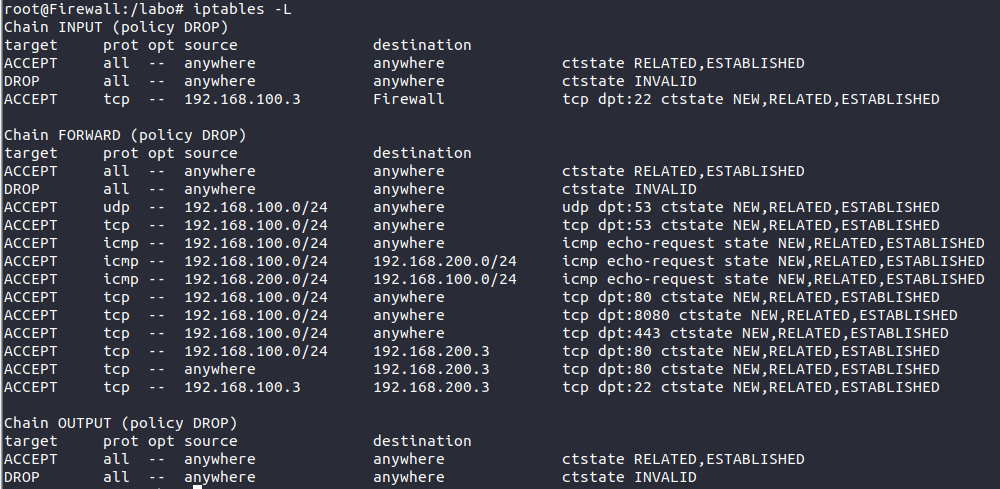 root@Firewall:/labo# iptables -L
Chain INPUT (policy DROP)
target     prot opt source               destination
ACCEPT     all  --  anywhere             anywhere             ctstate RELATED,ESTABLISHED
DROP       all  --  anywhere             anywhere             ctstate INVALID
ACCEPT     tcp  --  192.168.100.3        Firewall             tcp dpt:22 ctstate NEW,RELATED,ESTABLISHED

Chain FORWARD (policy DROP)
target     prot opt source               destination
ACCEPT     all  --  anywhere             anywhere             ctstate RELATED,ESTABLISHED
DROP       all  --  anywhere             anywhere             ctstate INVALID
ACCEPT     udp  --  192.168.100.0/24     anywhere             udp dpt:53 ctstate NEW,RELATED,ESTABLISHED
ACCEPT     tcp  --  192.168.100.0/24     anywhere             tcp dpt:53 ctstate NEW,RELATED,ESTABLISHED
ACCEPT     icmp --  192.168.100.0/24     anywhere             icmp echo-request state NEW,RELATED,ESTABLISHED
ACCEPT     icmp --  192.168.100.0/24     192.168.200.0/24     icmp echo-request state NEW,RELATED,ESTABLISHED
ACCEPT     icmp --  192.168.200.0/24     192.168.100.0/24     icmp echo-request state NEW,RELATED,ESTABLISHED
ACCEPT     tcp  --  192.168.100.0/24     anywhere             tcp dpt:80 ctstate NEW,RELATED,ESTABLISHED
ACCEPT     tcp  --  192.168.100.0/24     anywhere             tcp dpt:8080 ctstate NEW,RELATED,ESTABLISHED
ACCEPT     tcp  --  192.168.100.0/24     anywhere             tcp dpt:443 ctstate NEW,RELATED,ESTABLISHED
ACCEPT     tcp  --  192.168.100.0/24     192.168.200.3        tcp dpt:80 ctstate NEW,RELATED,ESTABLISHED
ACCEPT     tcp  --  anywhere             192.168.200.3        tcp dpt:80 ctstate NEW,RELATED,ESTABLISHED
ACCEPT     tcp  --  192.168.100.3        192.168.200.3        tcp dpt:22 ctstate NEW,RELATED,ESTABLISHED

Chain OUTPUT (policy DROP)
target     prot opt source               destination
ACCEPT     all  --  anywhere             anywhere             ctstate RELATED,ESTABLISHED
DROP       all  --  anywhere             anywhere             ctstate INVALID